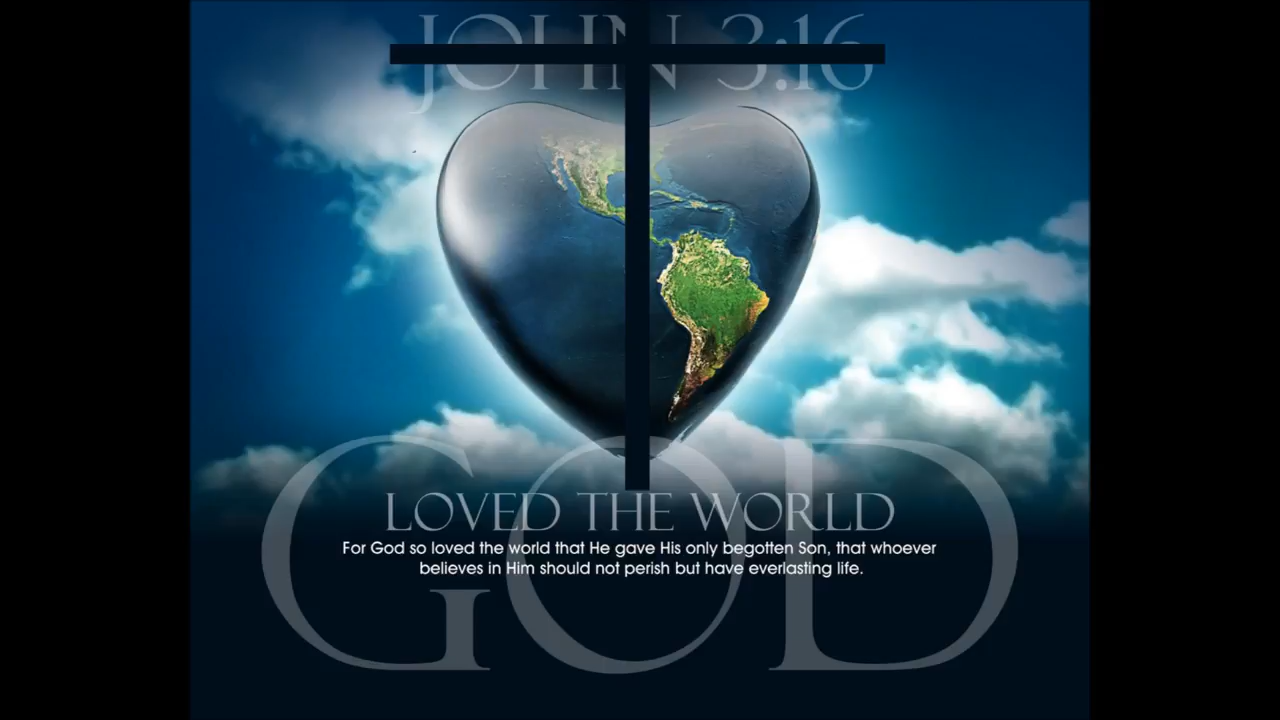 JOHN 3:16
GOD
LOVED THE WORLD
For God so loved the world that He gave His only begotten Son, that whoever
believes in Him should not perish but have everlasting life.